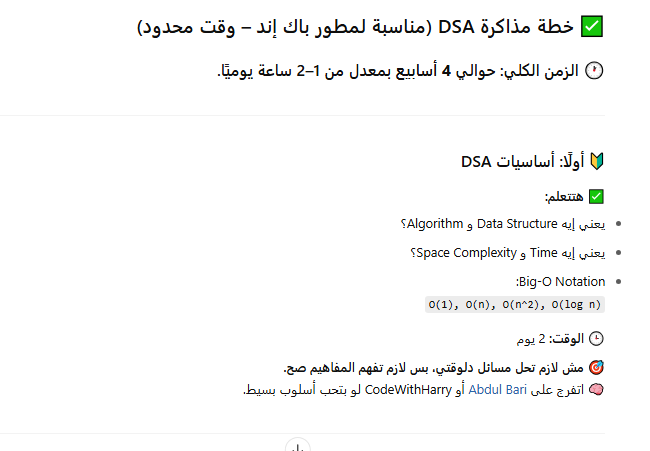 ✅ خطة مذاكرة DSA (مناسبة لمطور باك إند – وقت محدود)
🕐 الزمن الكلي: حوالي 4 أسابيع بمعدل من 1–2 ساعة يوميًا.
🔰 أولًا: أساسيات DSA
✅ هتتعلم:
• يعني إيه Data Structure و Algorithm؟
• يعني إيه Time و Space Complexity؟
• Big-O Notation:
O(1), O(n), O(n^2), O(log n)
🕒 الوقت: 2 يوم
🎯 مش لازم تحل مسائل دلوقتي، بس لازم تفهم المفاهيم صح.
🧠 اتفرج على Abdul Bari أو CodeWithHarry لو بتحب أسلوب بسيط.